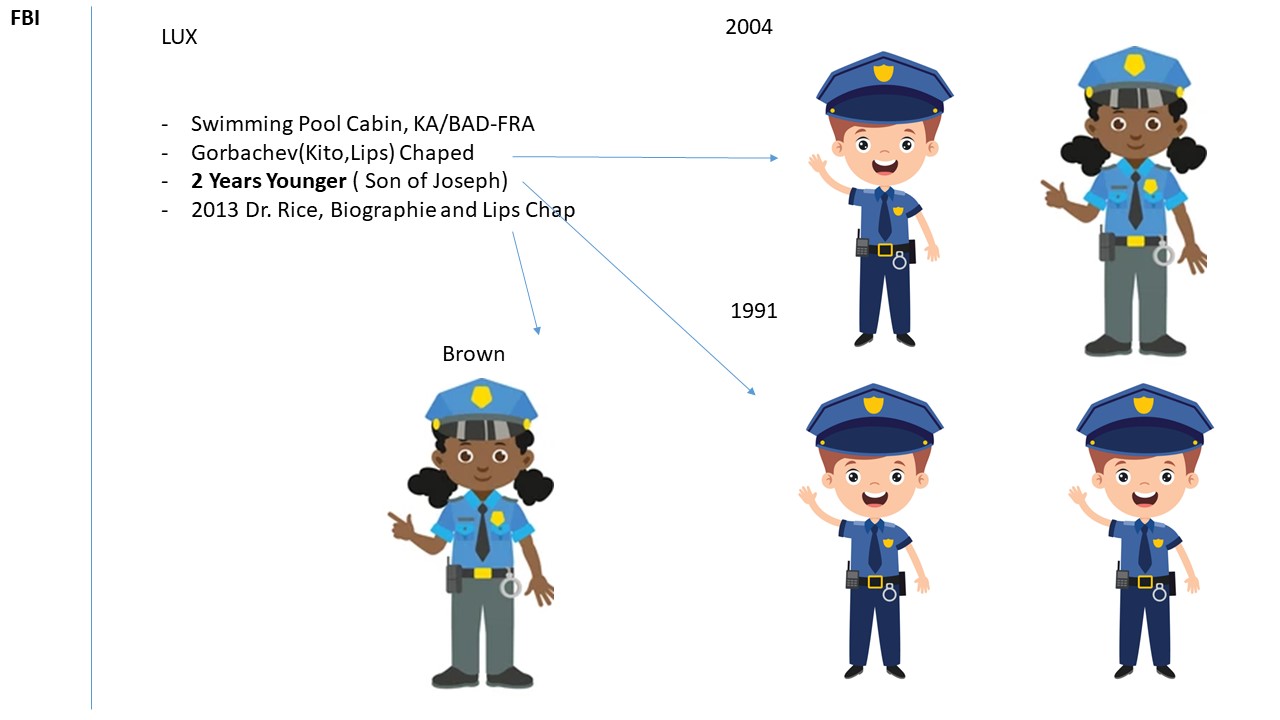 FBI
LUX
2004
- Swimming Pool Cabin, KA/BAD-FRA
- Gorbachev(Kito,Lips) Chaped
- 2 Years Younger ( Son of Joseph)
- 2013 Dr. Rice, Biographie and Lips Chap
1991
Brown